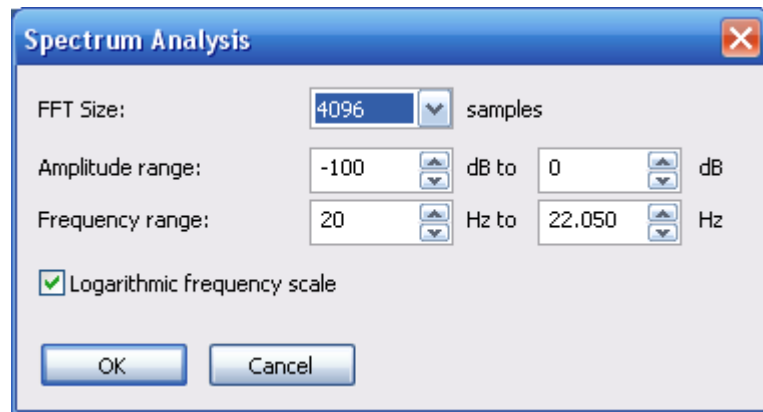 Spectrum Analysis
FFT Size: 4096 samples
Amplitude range: -100 dB to 0 dB
Frequency range: 20 Hz to 22.050 Hz
Logarithmic frequency scale
OK Cancel